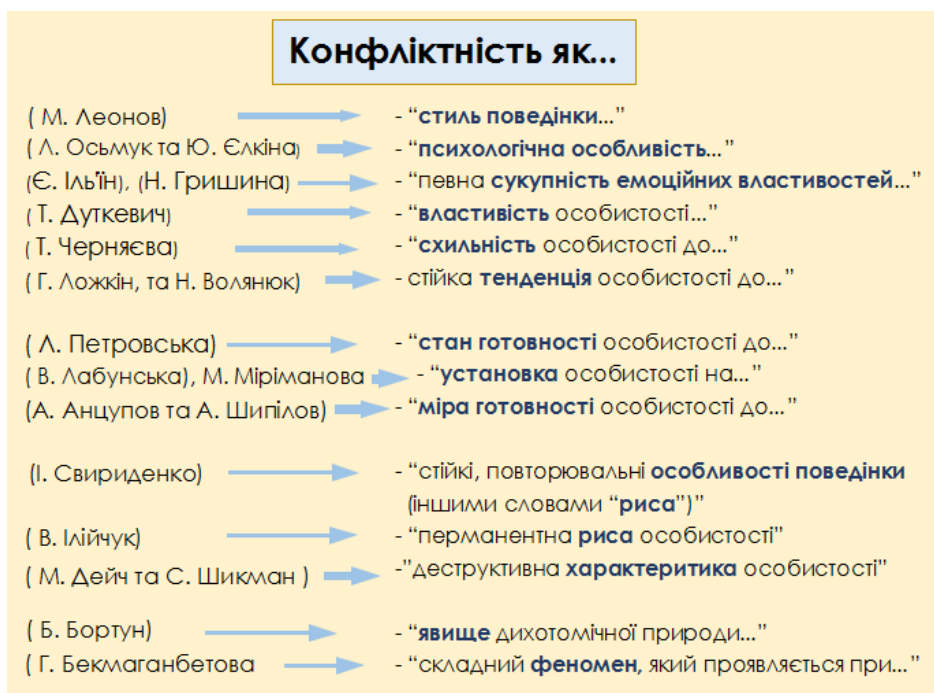 Конфліктність як...
( М. Леонов) - “стиль поведінки...”
( Л. Осьмук та Ю. Єлкіна) - “психологічна особливість...”
(Є. Ільїн), (Н. Гришина) - “певна сукупність емоційних властивостей...”
( Т. Дуткевич) - “властивість особистості...”
( Т. Черняєва) - “схильність особистості до...”
( Г. Ложкін, та Н. Волянюк) - стійка тенденція особистості до...”
( Л. Петровська) - “стан готовності особистості до...”
( В. Лабунська), М. Міріманова - “установка особистості на...”
(А. Анцупов та А. Шипілов) - “міра готовності особистості до...”
(І. Свириденко) - “стійкі, повторювальні особливості поведінки
(іншими словами “риса”)”
( В. Ілійчук) - “перманентна риса особистості”
( М. Дейч та С. Шикман ) -”деструктивна характеритика особистості”
( Б. Бортун) - “явище дихотомічної природи...”
( Г. Бекмаганбетова - “складний феномен, який проявляється при...”